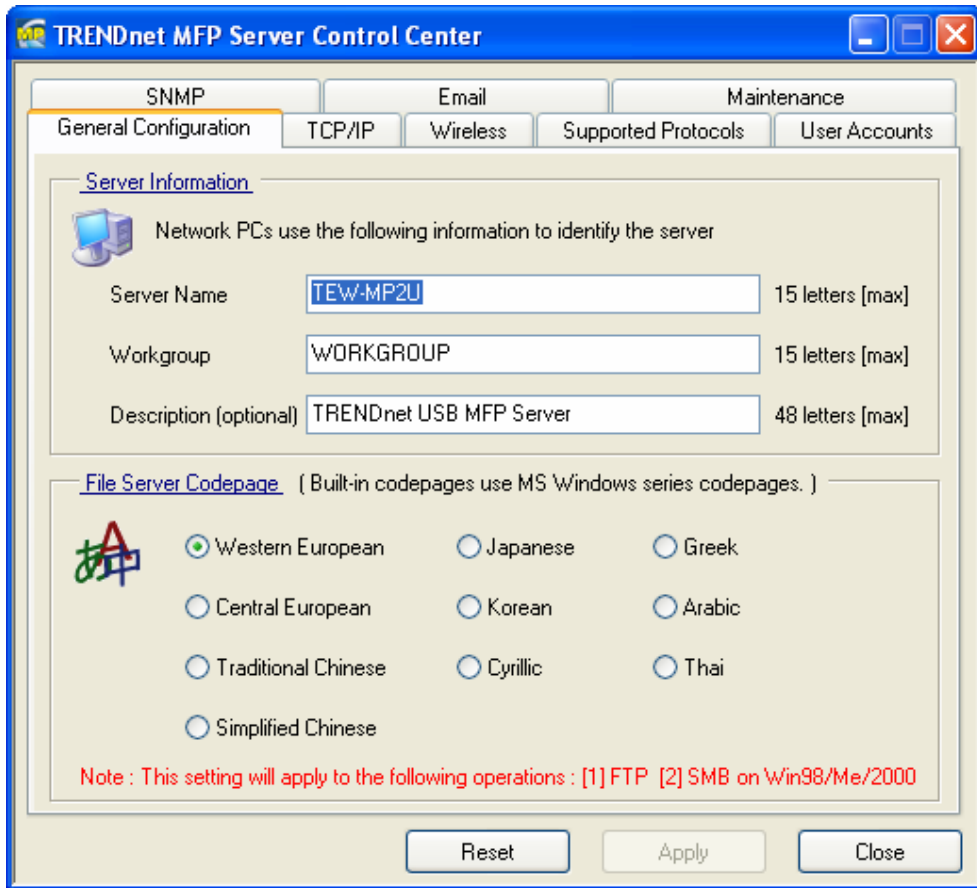 TRENDnet MFP Server Control Center
SNMP Email Maintenance
General Configuration TCP/IP Wireless Supported Protocols User Accounts
Server Information
Network PCs use the following information to identify the server
Server Name TEW-MP2U 15 letters [max]
Workgroup WORKGROUP 15 letters [max]
Description (optional) TRENDnet USB MFP Server 48 letters [max]
File Server Codepage ( Built-in codepages use MS Windows series codepages. )
Western European Japanese Greek
Central European Korean Arabic
Traditional Chinese Cyrillic Thai
Simplified Chinese
Note : This setting will apply to the following operations : [1] FTP [2] SMB on Win98/Me/2000
Reset Apply Close